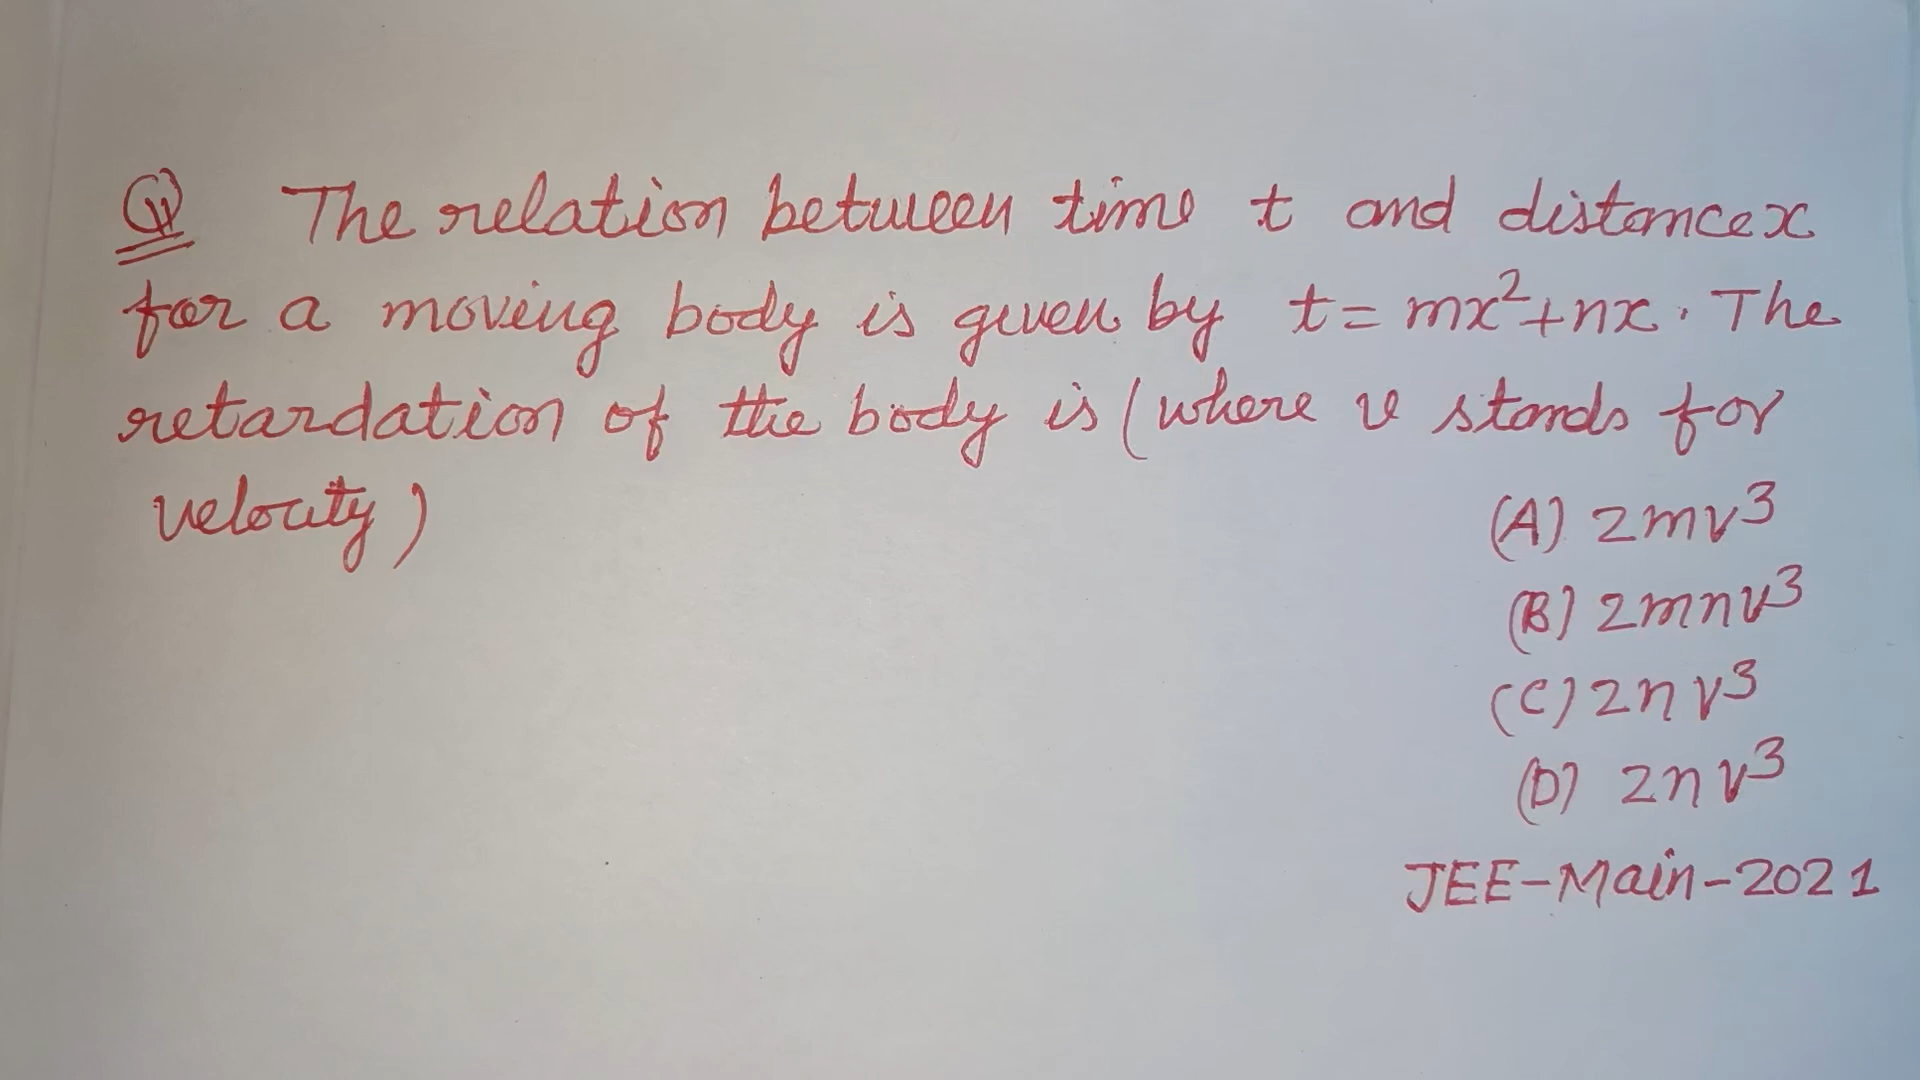 Q The relation between time t and distance x
for a moving body is given by t = mx²+nx. The
retardation of the body is (where v stands for
velocity)
(A) 2mv³
(B) 2mnv³
(C) 2nv³
(D) 2nv³
JEE-Main-2021